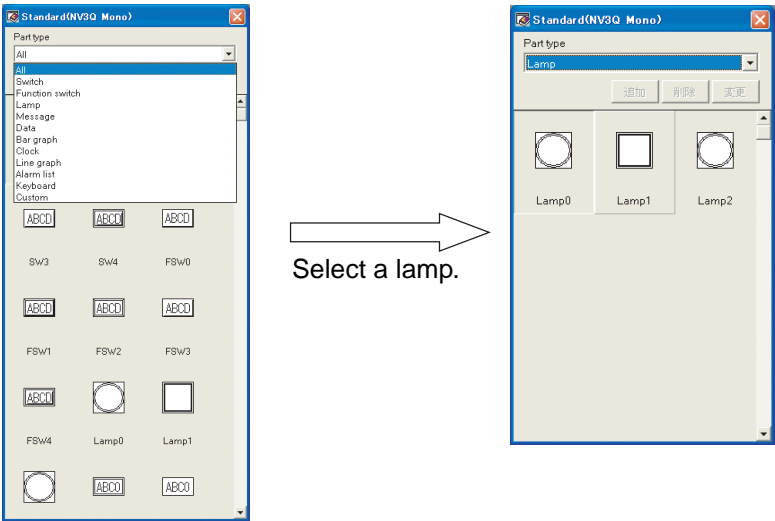 Standard(NV3Q Mono)
Part type
All
All
Switch
Function switch
Lamp
Message
Data
Bar graph
Clock
Line graph
Alarm list
Keyboard
Custom
ABCD ABCD ABCD
SW3 SW4 FSW0
ABCD ABCD ABCD
FSW1 FSW2 FSW3
ABCD
FSW4 Lamp0 Lamp1
ABC0 ABC0
Select a lamp.
Standard(NV3Q Mono)
Part type
Lamp
追加 削除 変更
Lamp0 Lamp1 Lamp2